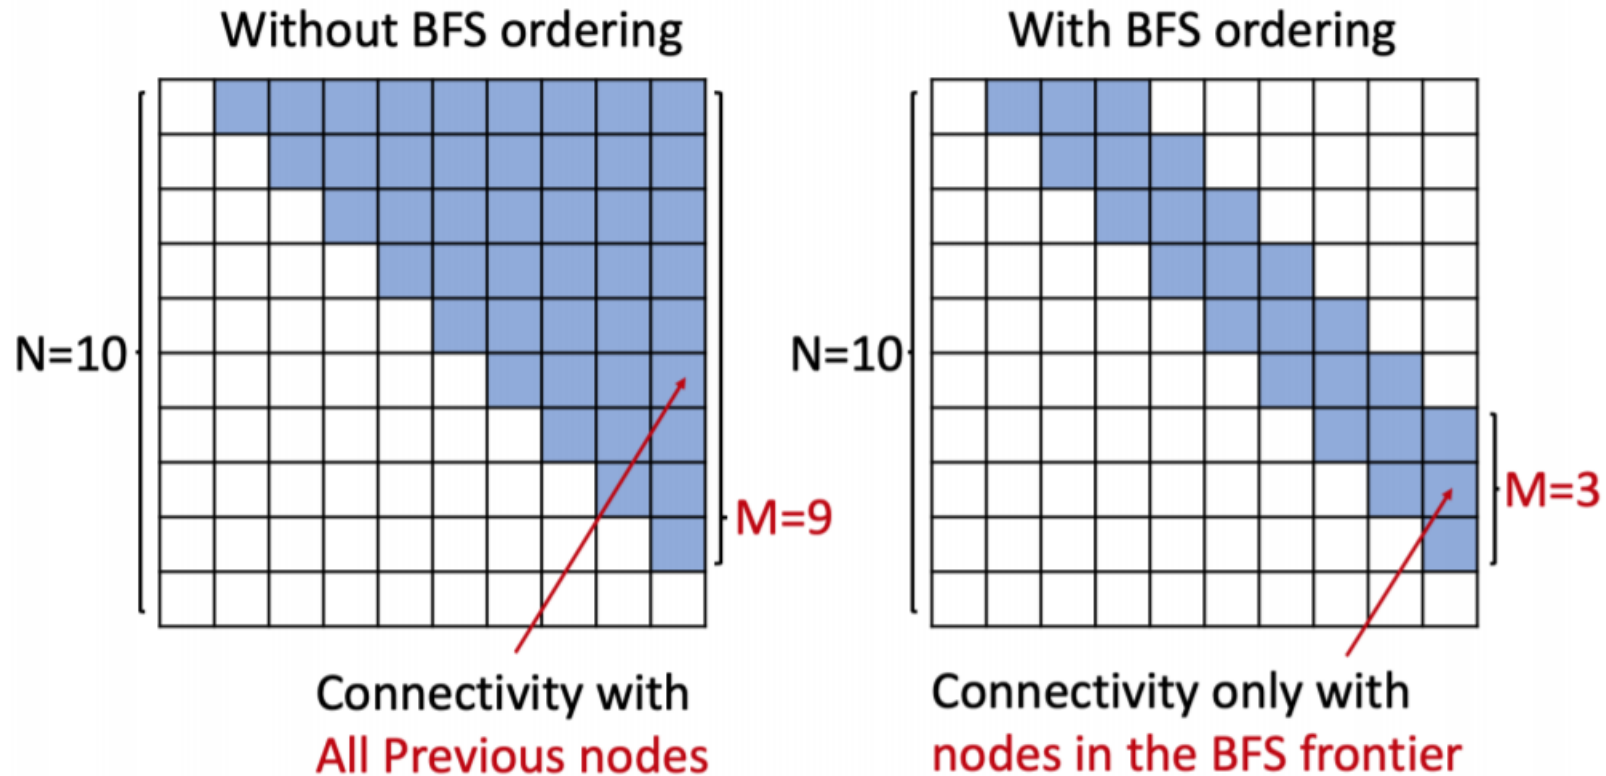 Without BFS ordering
N=10
M=9
Connectivity with
All Previous nodes
With BFS ordering
N=10
M=3
Connectivity only with
nodes in the BFS frontier